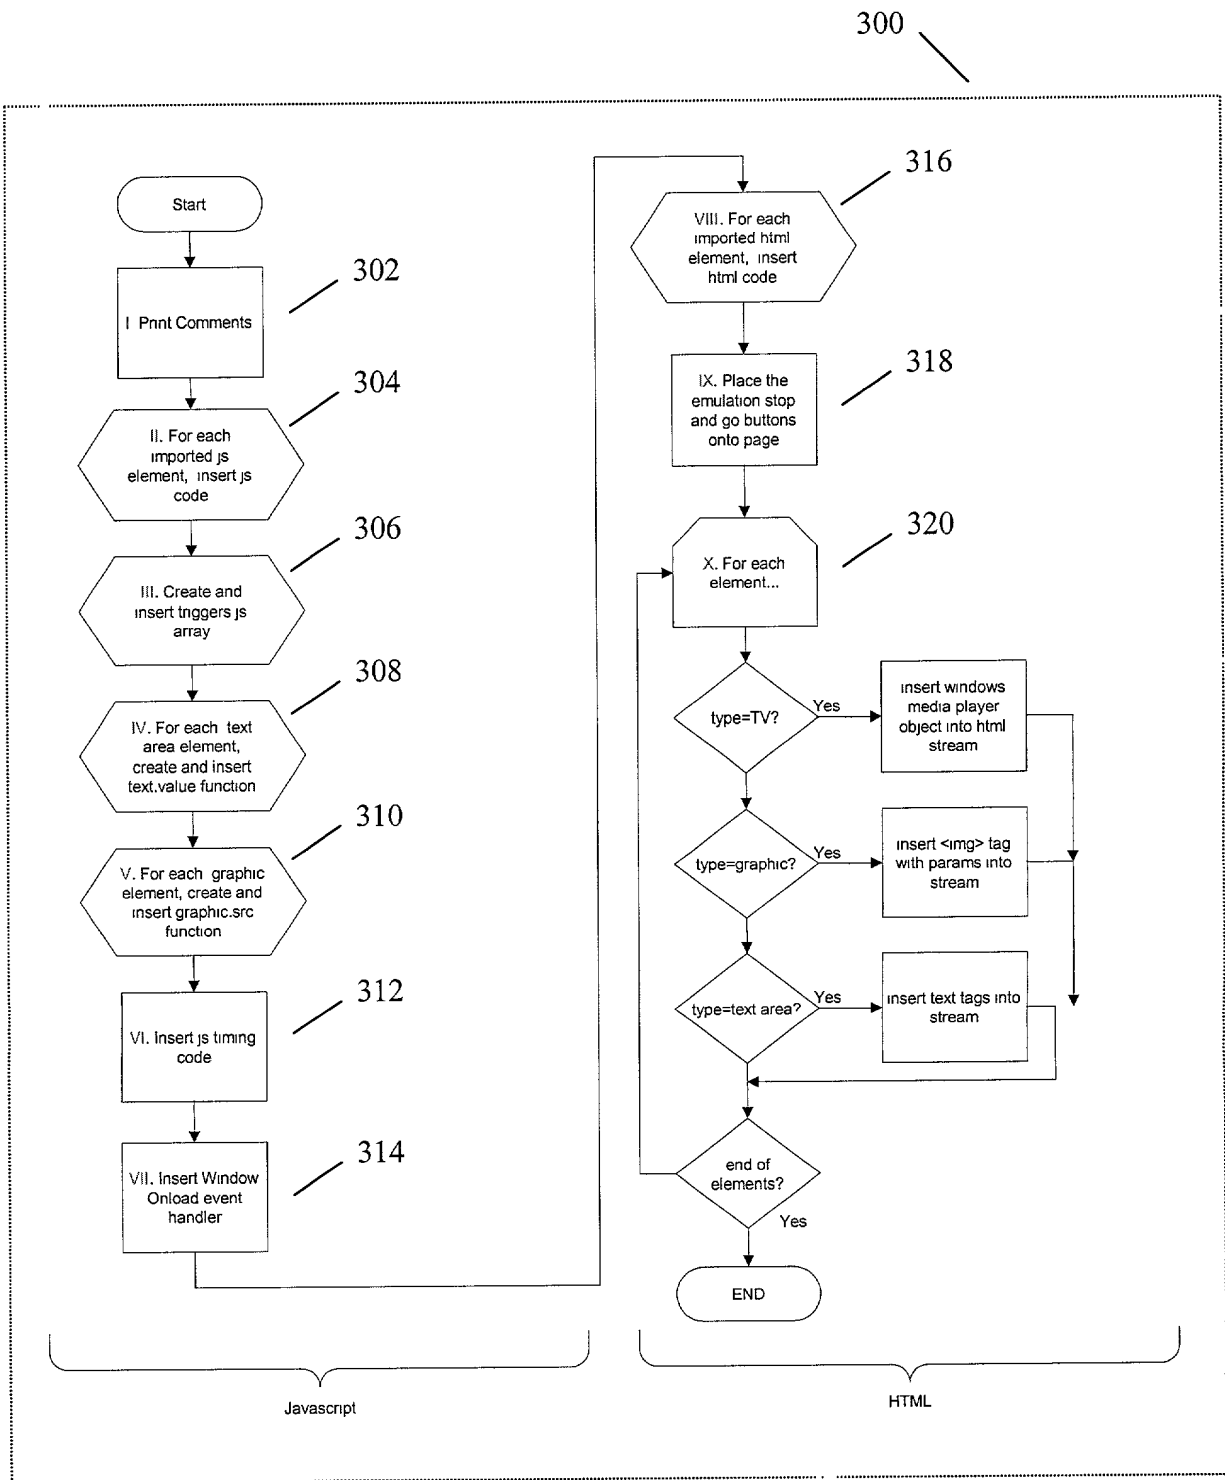 300
Start
302
I Print Comments
304
II. For each
imported js
element, insert js
code
306
III. Create and
insert triggers js
array
308
IV. For each text
area element,
create and insert
text.value function
310
V. For each graphic
element, create and
insert graphic.src
function
312
VI. Insert js timing
code
314
VII. Insert Window
Onload event
handler
Javascript
316
VIII. For each
imported html
element, insert
html code
318
IX. Place the
emulation stop
and go buttons
onto page
320
X. For each
element...
type=TV?
Yes
insert windows
media player
object into html
stream
type=graphic?
Yes
insert <img> tag
with params into
stream
type=text area?
Yes
insert text tags into
stream
end of
elements?
Yes
END
HTML